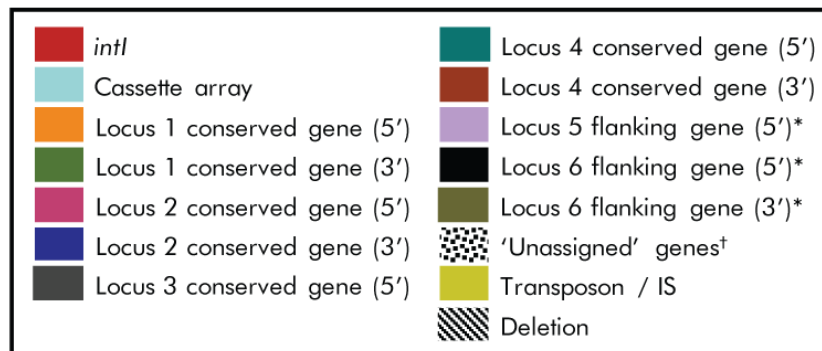 intI
Cassette array
Locus 1 conserved gene (5’)
Locus 1 conserved gene (3’)
Locus 2 conserved gene (5’)
Locus 2 conserved gene (3’)
Locus 3 conserved gene (5’)
Locus 4 conserved gene (5’)
Locus 4 conserved gene (3’)
Locus 5 flanking gene (5’)*
Locus 6 flanking gene (5’)*
Locus 6 flanking gene (3’)*
‘Unassigned’ genes†
Transposon / IS
Deletion